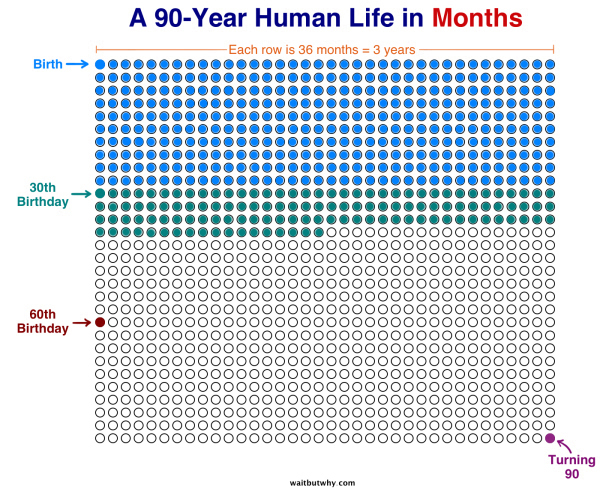 A 90-Year Human Life in Months
Each row is 36 months = 3 years
Birth
30th
Birthday
60th
Birthday
Turning
90
waitbutwhy.com